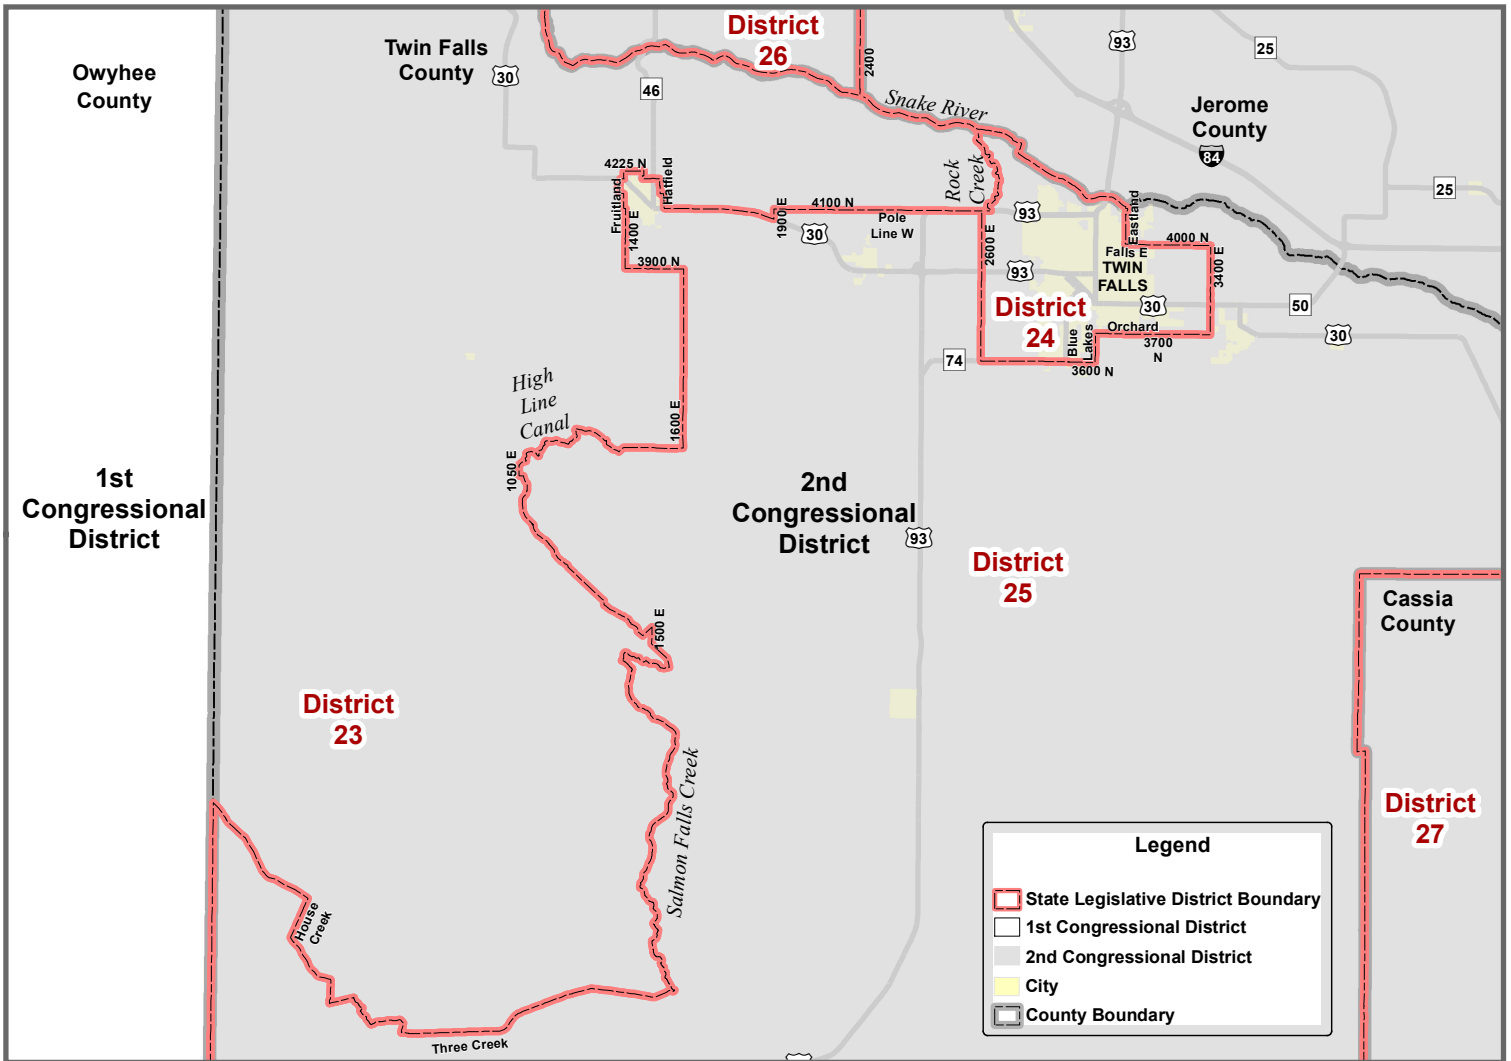 District
26
Twin Falls
County
Owyhee
County
30
46
2400
93
25
Snake River
Jerome
County
84
25
4225 N
Hatfield
Fruitland
1400 E
3900 N
4100 N
1900 E
30
Pole
Line W
Rock
Creek
93
2600 E
93
Eastland
4000 N
Falls E
TWIN
FALLS
3400 E
District
24
30
50
Orchard
3700
N
30
Blue
Lakes
74
3600 N
High
Line
Canal
1600 E
1050 E
1st
Congressional
District
2nd
Congressional
District
93
District
25
Cassia
County
1500 E
District
23
Salmon Falls Creek
District
27
House
Creek
Three Creek
Legend
State Legislative District Boundary
1st Congressional District
2nd Congressional District
City
County Boundary